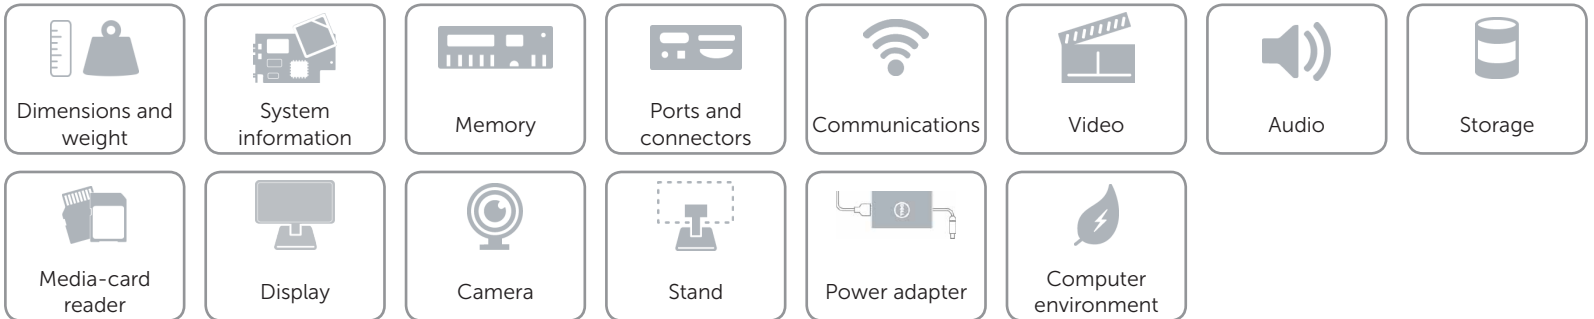 Dimensions and
weight
System
information
Memory
Ports and
connectors
Communications
Video
Audio
Storage
Media-card
reader
Display
Camera
Stand
Power adapter
Computer
environment